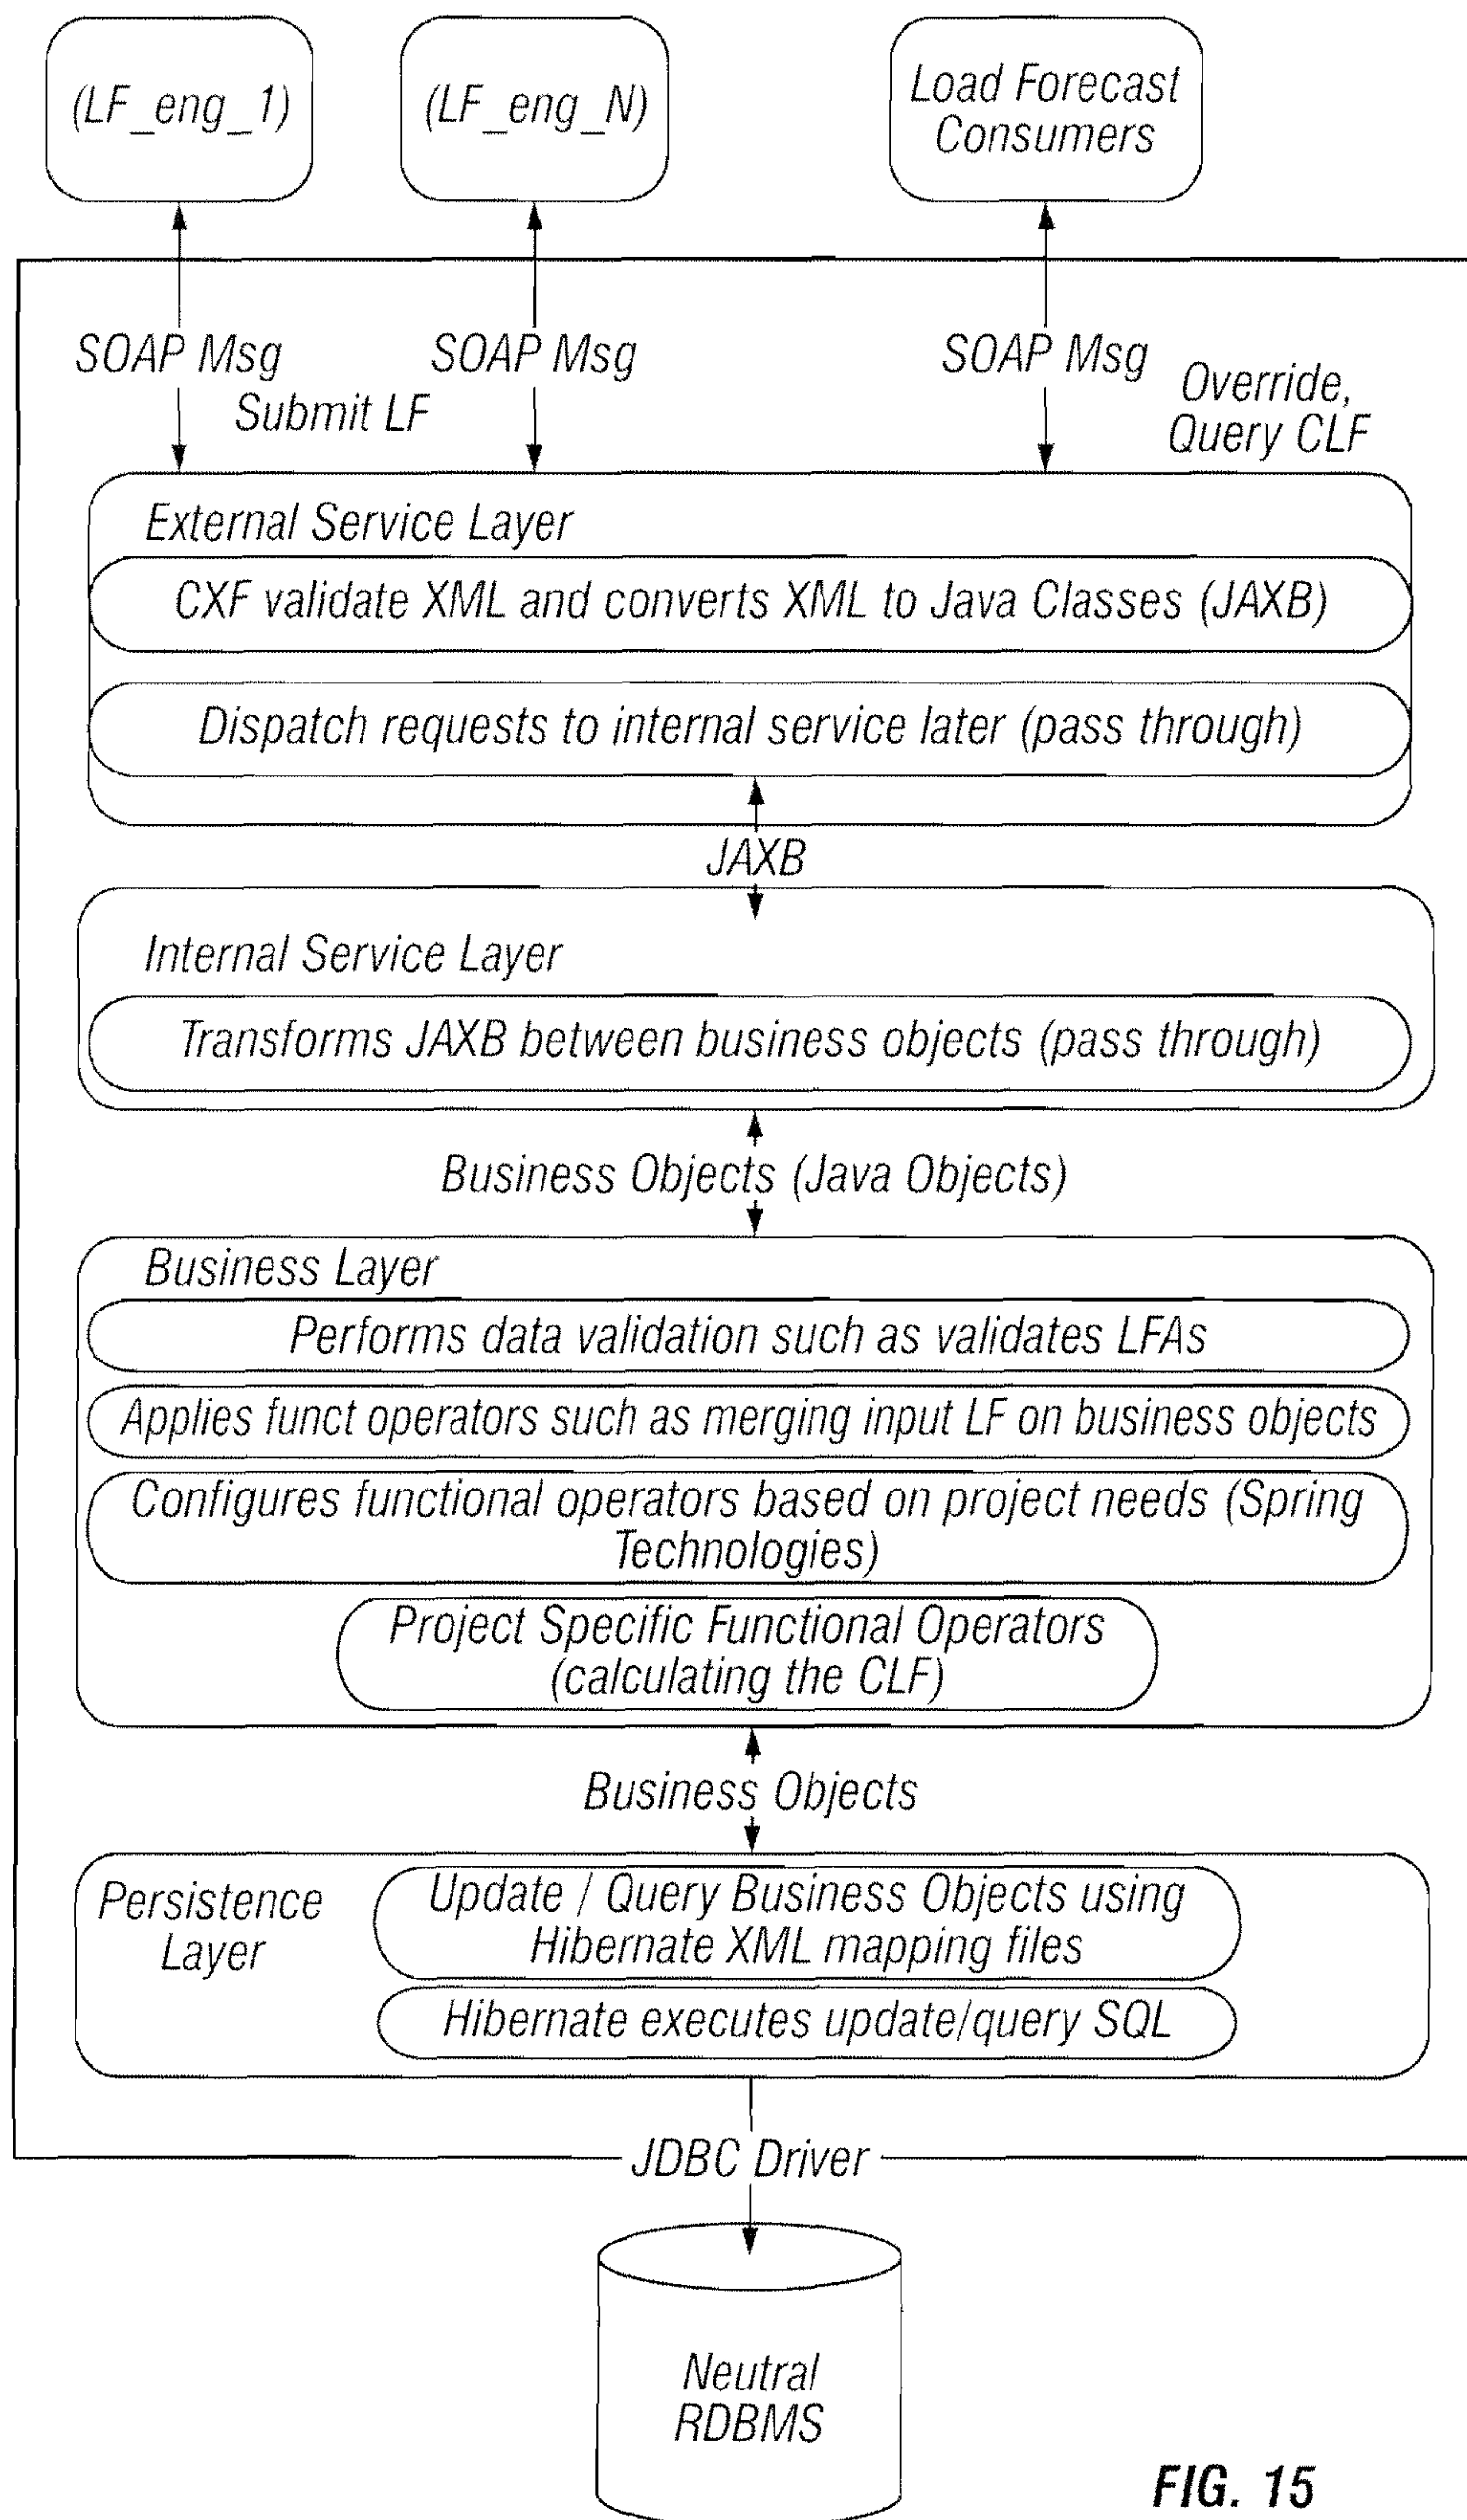 (LF_eng_1)
(LF_eng_N)
Load Forecast
Consumers
SOAP Msg
SOAP Msg
SOAP Msg
Submit LF
Override,
Query CLF
External Service Layer
CXF validate XML and converts XML to Java Classes (JAXB)
Dispatch requests to internal service later (pass through)
JAXB
Internal Service Layer
Transforms JAXB between business objects (pass through)
Business Objects (Java Objects)
Business Layer
Performs data validation such as validates LFAs
Applies funct operators such as merging input LF on business objects
Configures functional operators based on project needs (Spring
Technologies)
Project Specific Functional Operators
(calculating the CLF)
Business Objects
Persistence
Layer
Update / Query Business Objects using
Hibernate XML mapping files
Hibernate executes update/query SQL
JDBC Driver
Neutral
RDBMS
FIG. 15